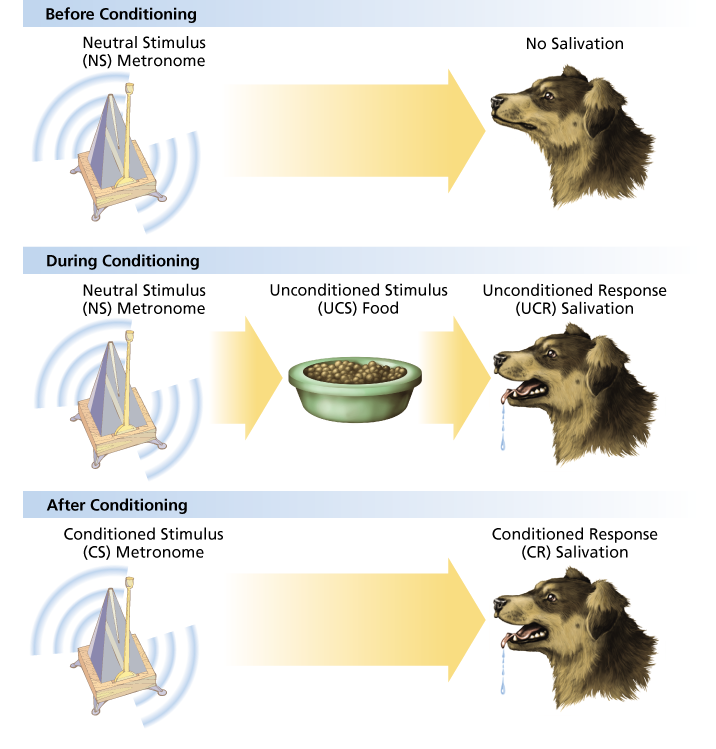 Before Conditioning
Neutral Stimulus
(NS) Metronome
No Salivation
During Conditioning
Neutral Stimulus
(NS) Metronome
Unconditioned Stimulus
(UCS) Food
Unconditioned Response
(UCR) Salivation
After Conditioning
Conditioned Stimulus
(CS) Metronome
Conditioned Response
(CR) Salivation